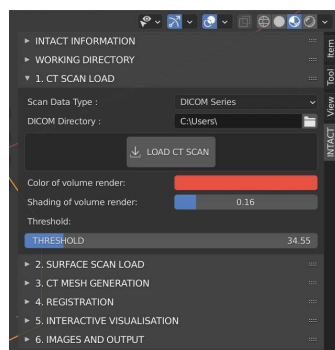 INTACT INFORMATION
WORKING DIRECTORY
1. CT SCAN LOAD
Scan Data Type :
DICOM Series
DICOM Directory :
C:\Users\
LOAD CT SCAN
Color of volume render:
Shading of volume render:
0.16
Threshold:
THRESHOLD
34.55
2. SURFACE SCAN LOAD
3. CT MESH GENERATION
4. REGISTRATION
5. INTERACTIVE VISUALISATION
6. IMAGES AND OUTPUT
Item
Tool
View
INTACT